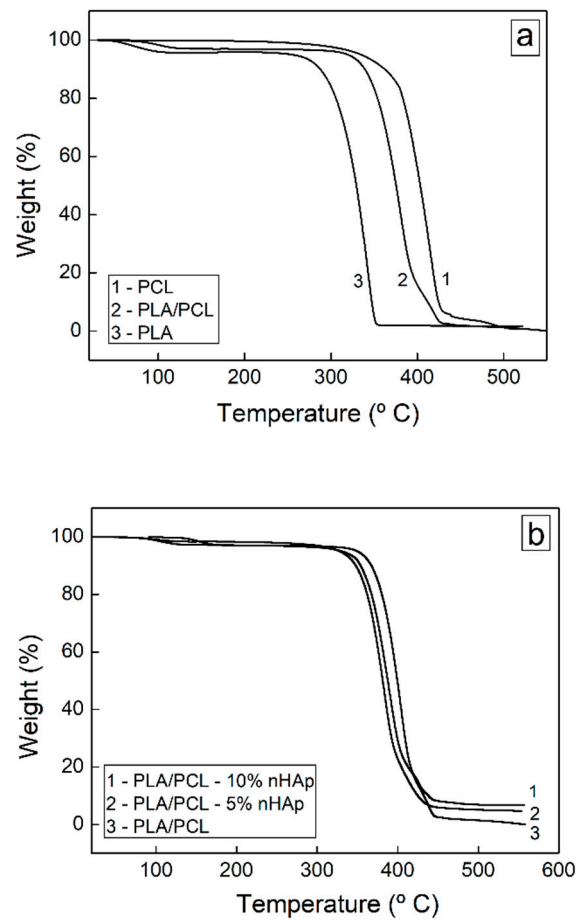 a
100
80
60
40
20
0
Weight (%)
3
2
1
1 - PCL
2 - PLA/PCL
3 - PLA
100 200 300 400 500
Temperature (º C)
b
100
80
60
40
20
0
Weight (%)
1 - PLA/PCL - 10% nHAp
2 - PLA/PCL - 5% nHAp
3 - PLA/PCL
1
2
3
100 200 300 400 500 600
Temperature (º C)